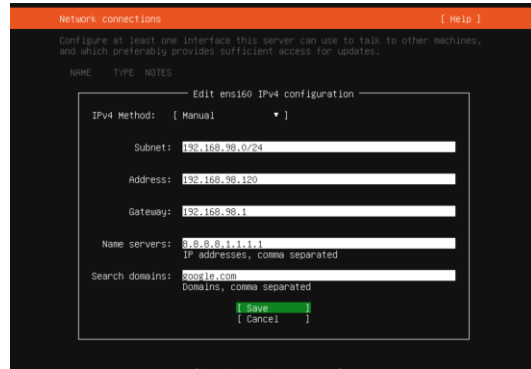 Network connections [ Help ]
Configure at least one interface this server can use to talk to other machines,
and which preferably provides sufficient access for updates.
NAME TYPE NOTES
Edit ens160 IPv4 configuration
IPv4 Method: [ Manual ▾ ]
Subnet: 192.168.98.0/24
Address: 192.168.98.120
Gateway: 192.168.98.1
Name servers: 8.8.8.8,1.1.1.1
IP addresses, comma separated
Search domains: google.com
Domains, comma separated
[ Save ]
[ Cancel ]